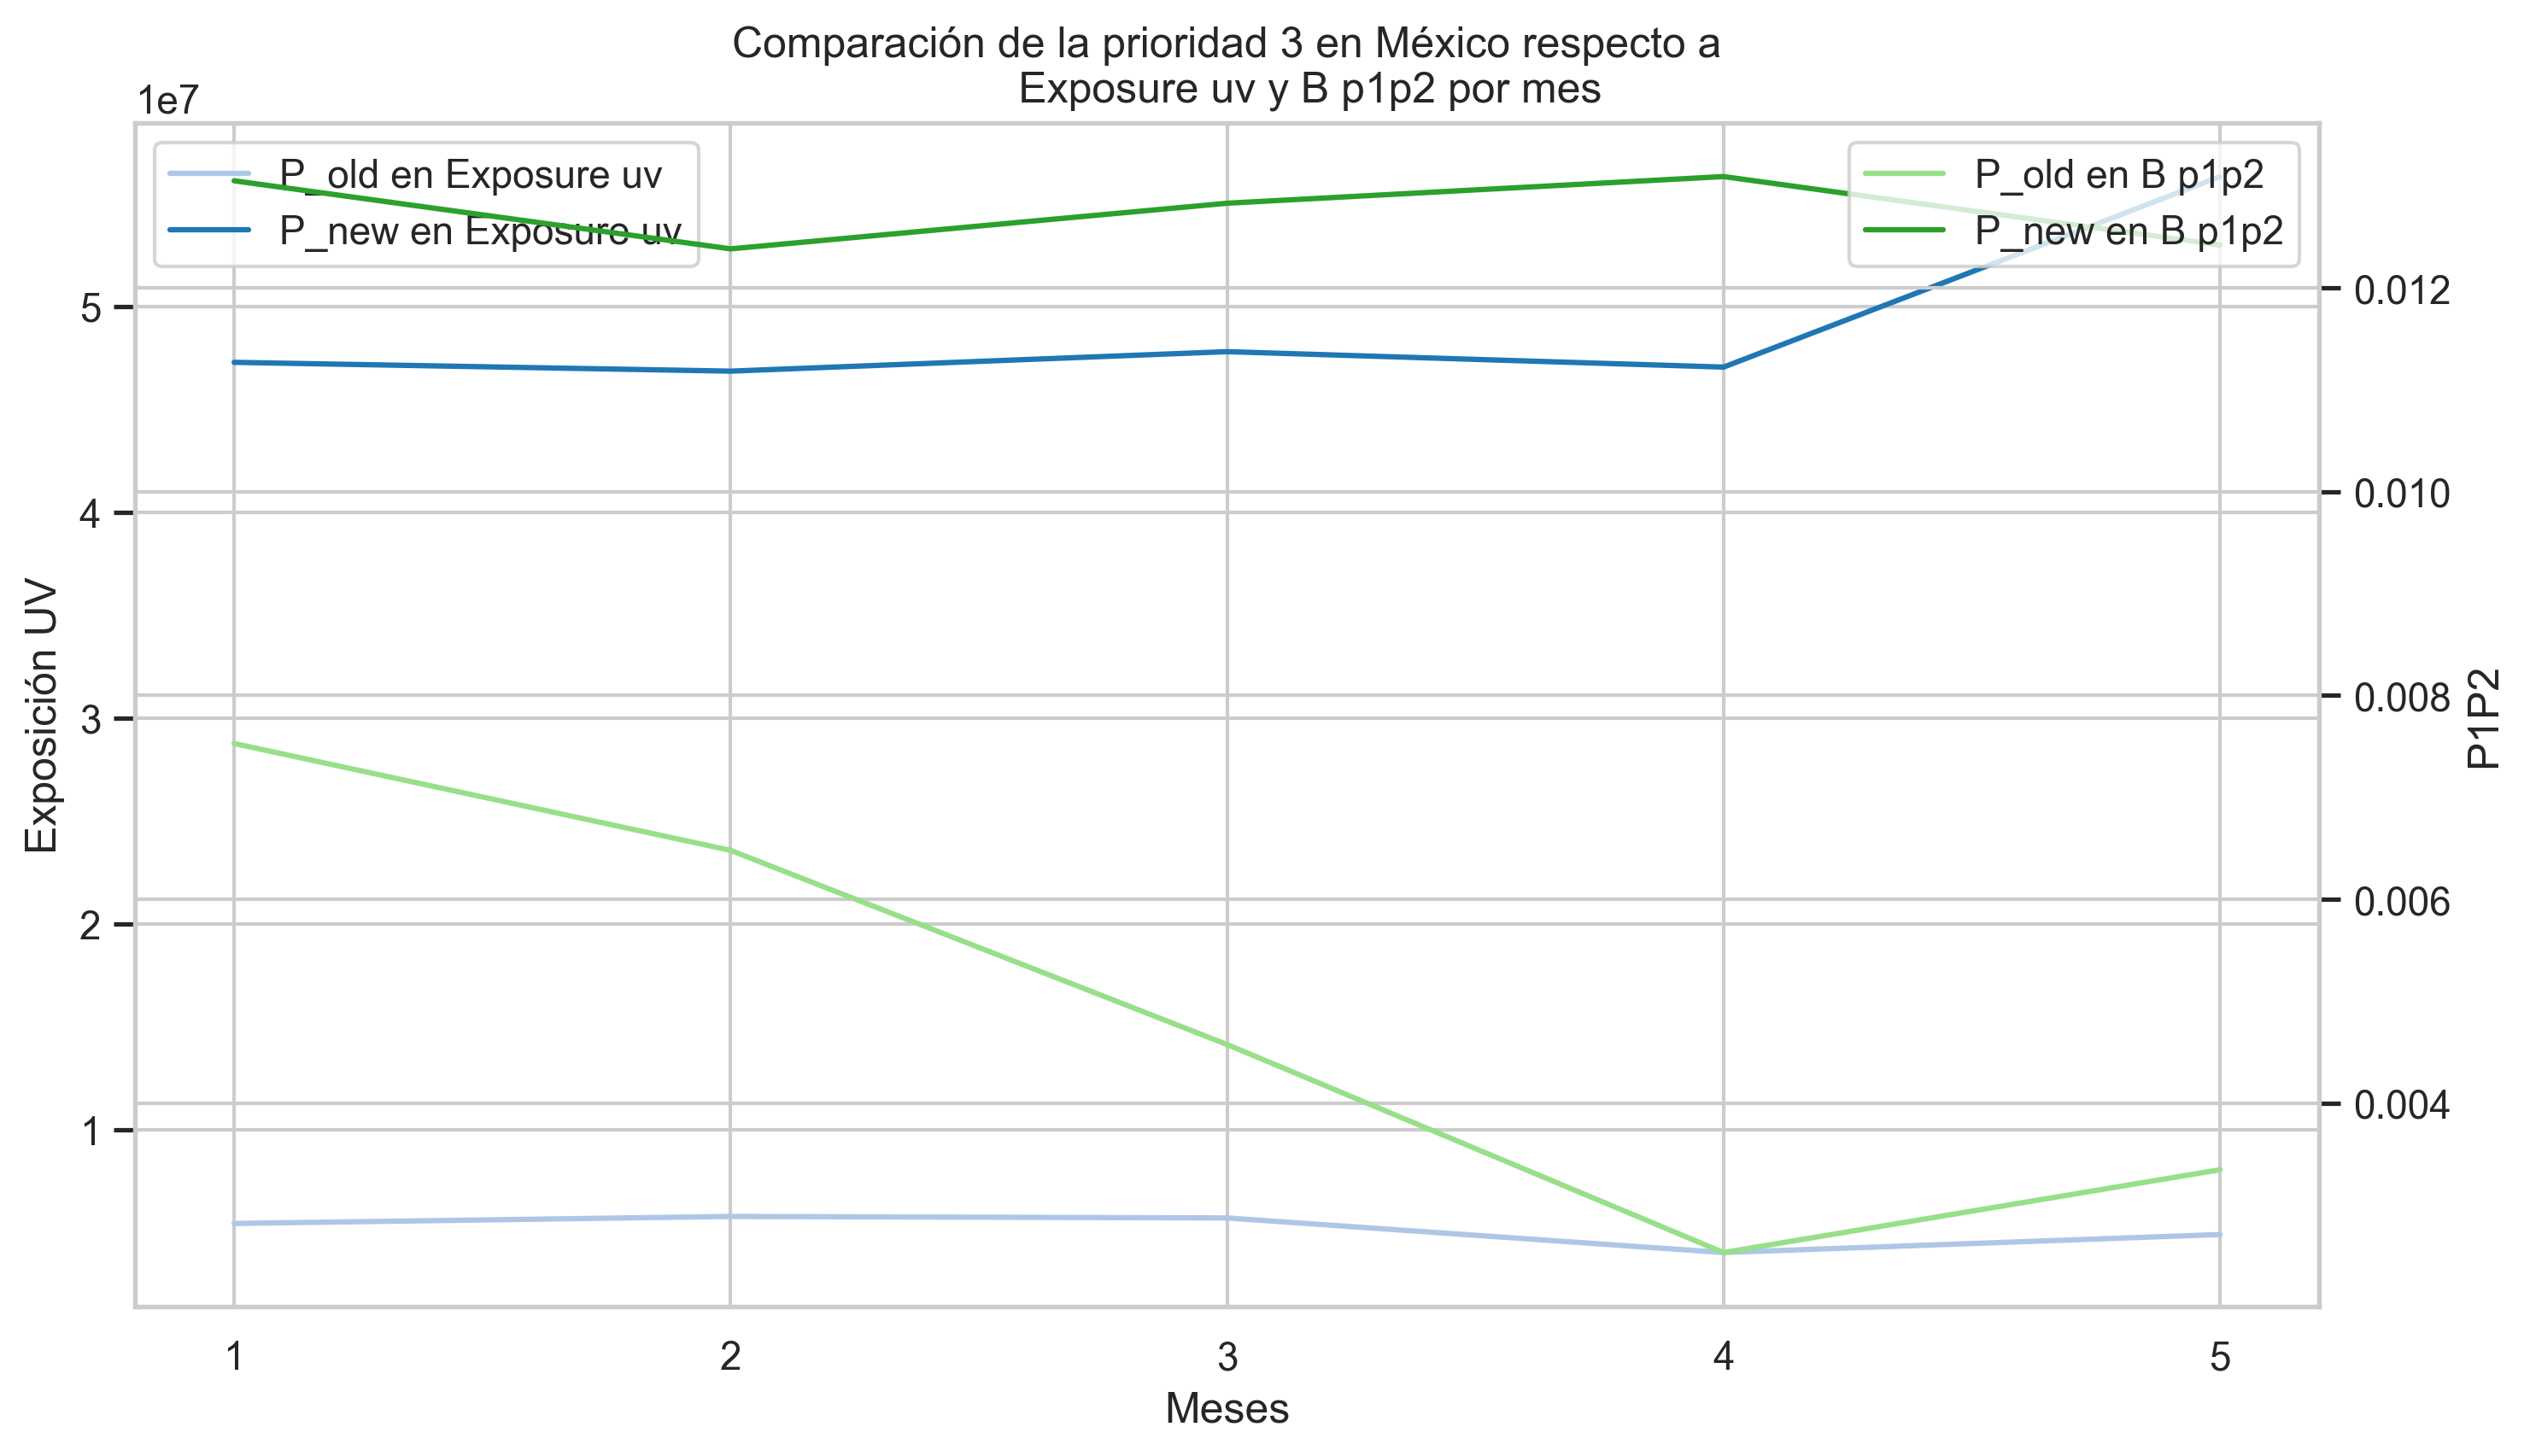 Comparación de la prioridad 3 en México respecto a
Exposure uv y B p1p2 por mes
1e7
P_old en Exposure uv
P_new en Exposure uv
P_old en B p1p2
P_new en B p1p2
5
4
3
2
1
Exposición UV
0.012
0.010
0.008
0.006
0.004
P1P2
1 2 3 4 5
Meses